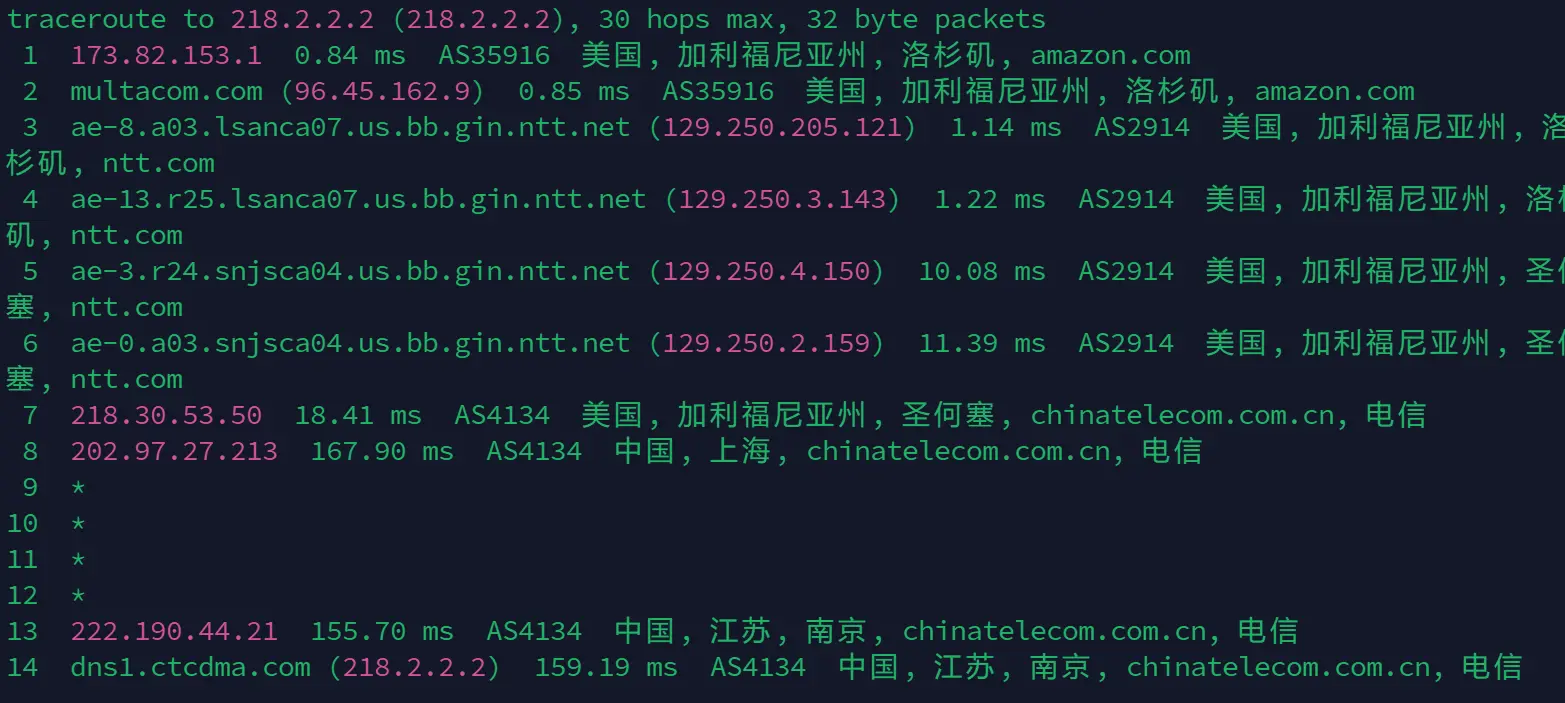 traceroute to 218.2.2.2 (218.2.2.2), 30 hops max, 32 byte packets
1 173.82.153.1 0.84 ms AS35916 美国, 加利福尼亚州, 洛杉矶, amazon.com
2 multacom.com (96.45.162.9) 0.85 ms AS35916 美国, 加利福尼亚州, 洛杉矶, amazon.com
3 ae-8.a03.lsanca07.us.bb.gin.ntt.net (129.250.205.121) 1.14 ms AS2914 美国, 加利福尼亚州, 洛
杉矶, ntt.com
4 ae-13.r25.lsanca07.us.bb.gin.ntt.net (129.250.3.143) 1.22 ms AS2914 美国, 加利福尼亚州, 洛杉
矶, ntt.com
5 ae-3.r24.snjsca04.us.bb.gin.ntt.net (129.250.4.150) 10.08 ms AS2914 美国, 加利福尼亚州, 圣何
塞, ntt.com
6 ae-0.a03.snjsca04.us.bb.gin.ntt.net (129.250.2.159) 11.39 ms AS2914 美国, 加利福尼亚州, 圣何
塞, ntt.com
7 218.30.53.50 18.41 ms AS4134 美国, 加利福尼亚州, 圣何塞, chinatelecom.com.cn, 电信
8 202.97.27.213 167.90 ms AS4134 中国, 上海, chinatelecom.com.cn, 电信
9 *
10 *
11 *
12 *
13 222.190.44.21 155.70 ms AS4134 中国, 江苏, 南京, chinatelecom.com.cn, 电信
14 dns1.ctcdma.com (218.2.2.2) 159.19 ms AS4134 中国, 江苏, 南京, chinatelecom.com.cn, 电信